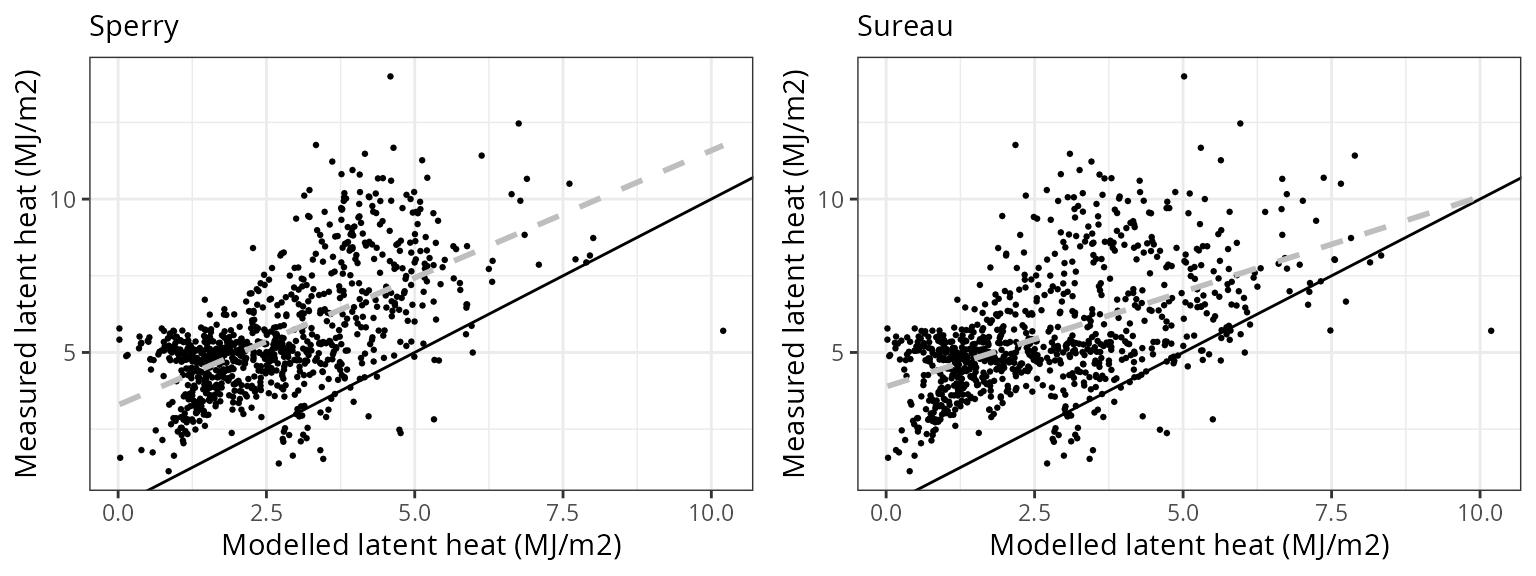 Sperry
Measured latent heat (MJ/m2)
10
5
0.0 2.5 5.0 7.5 10.0
Modelled latent heat (MJ/m2)
Sureau
Measured latent heat (MJ/m2)
10
5
0.0 2.5 5.0 7.5 10.0
Modelled latent heat (MJ/m2)